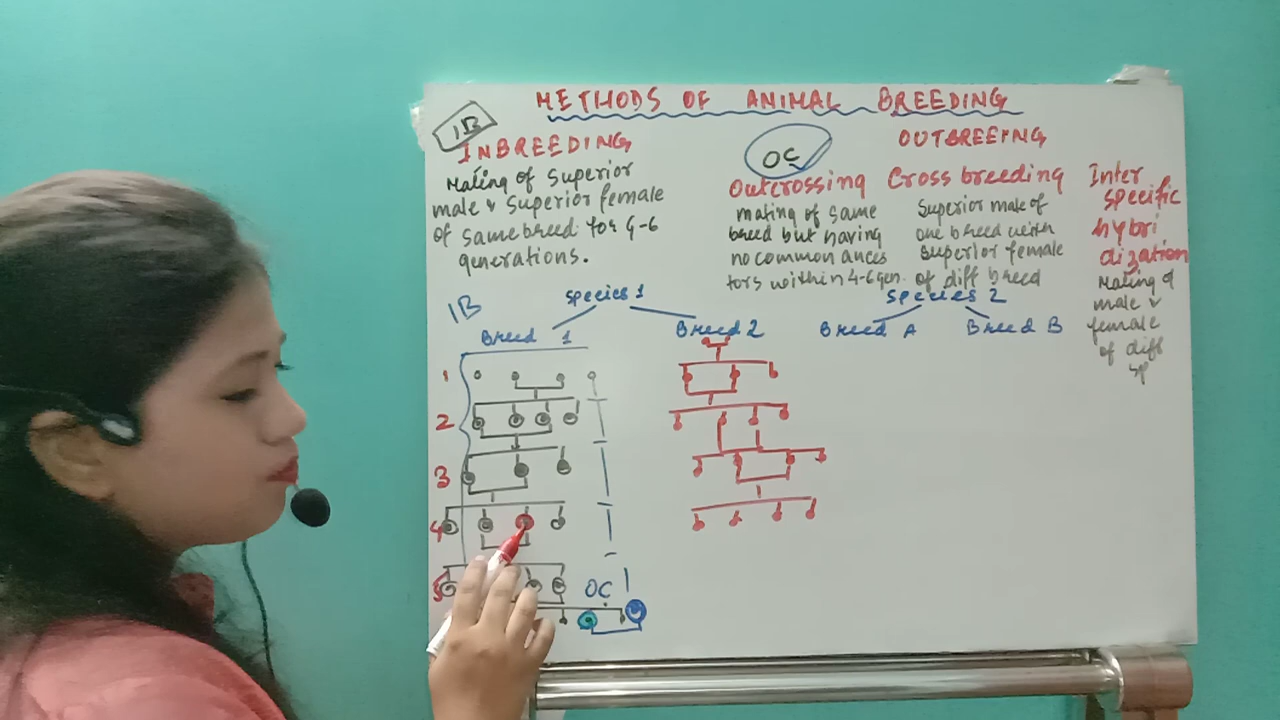 METHODS OF ANIMAL BREEDING
IB
INBREEDING
Mating of Superior
male & Superior female
of same breed for 4-6
generations.
OC
OUTBREEING
Outcrossing
mating of same
breed but having
no common ances
tors within 4-6 gen.
Cross breeding
Superior male of
one breed with
Superior female
of diff breed
Inter
specific
hybri
dization
Mating of
male &
female
of diff
sp
IB
Species 1
Breed 1
Breed 2
Species 2
Breed A
Breed B
1
2
3
4
5
OC